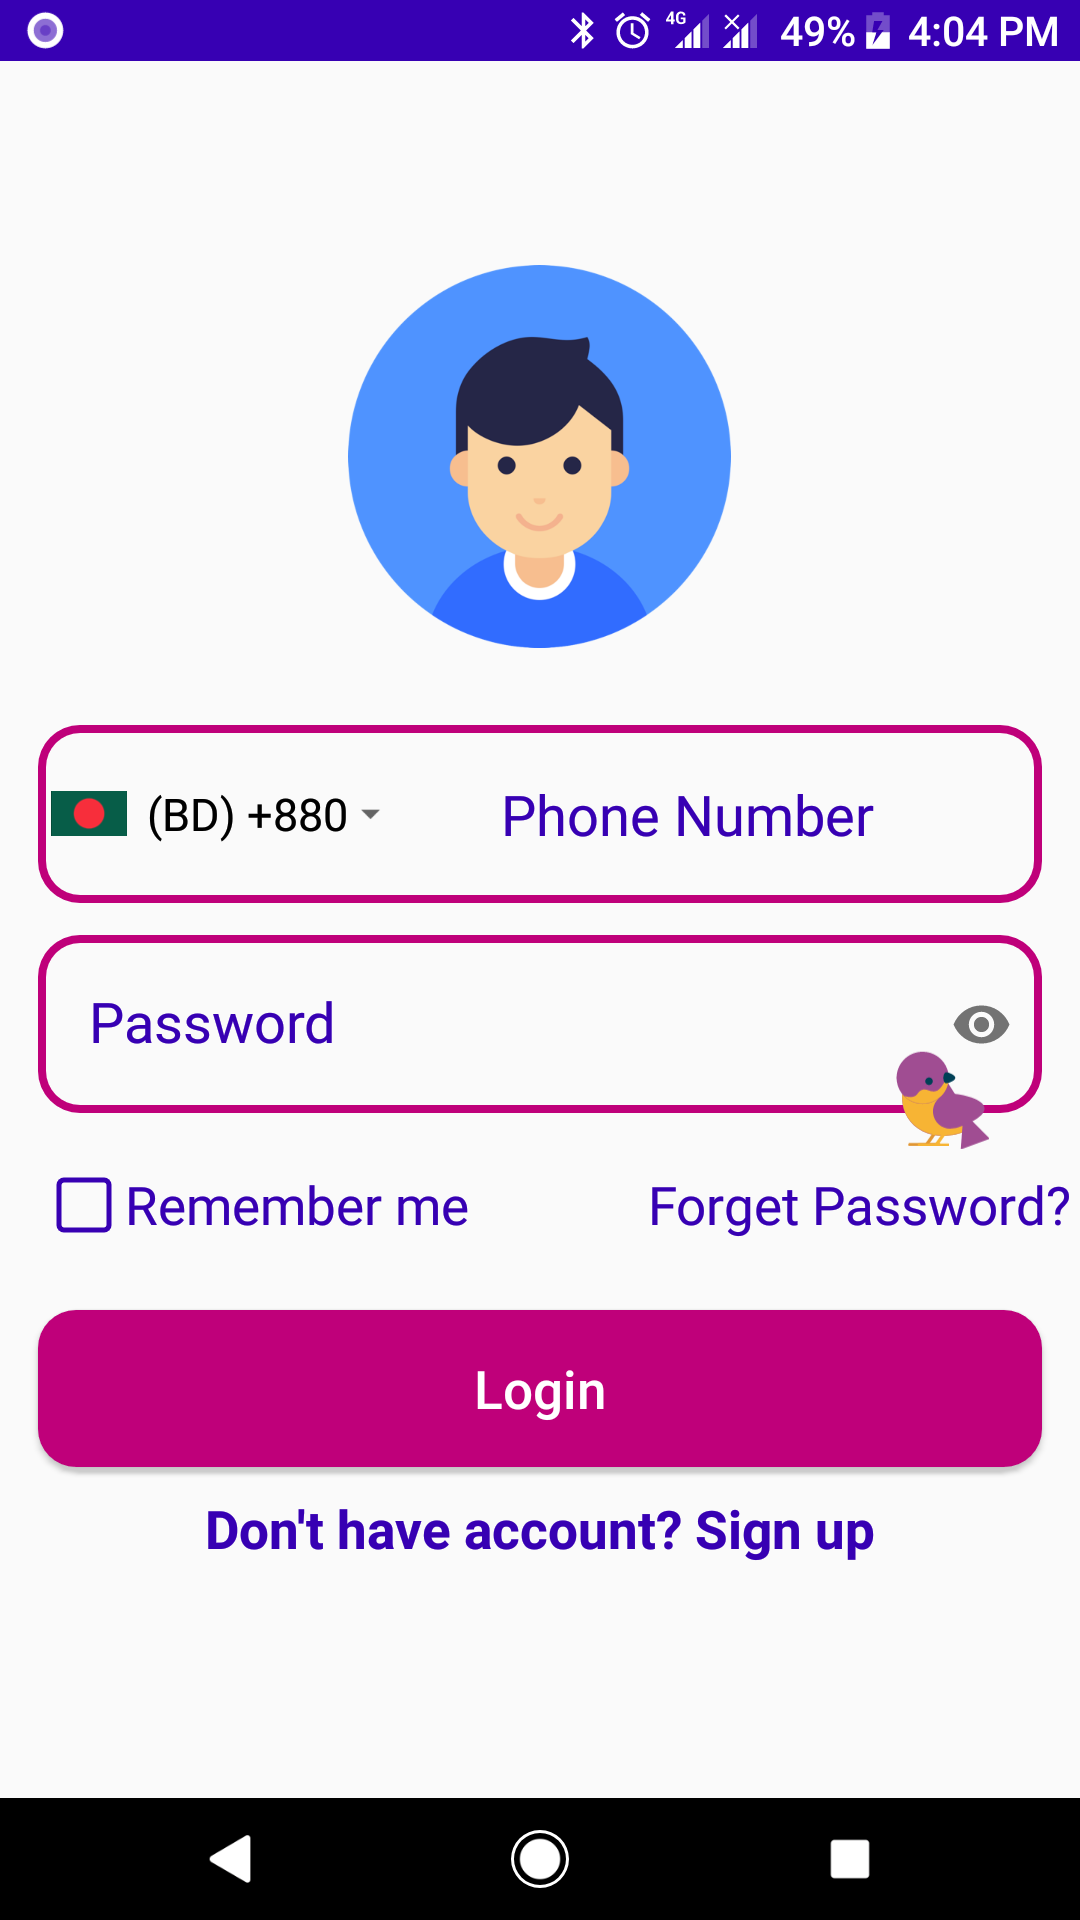 4G 49% 4:04 PM
(BD) +880 Phone Number
Password
Remember me Forget Password?
Login
Don't have account? Sign up